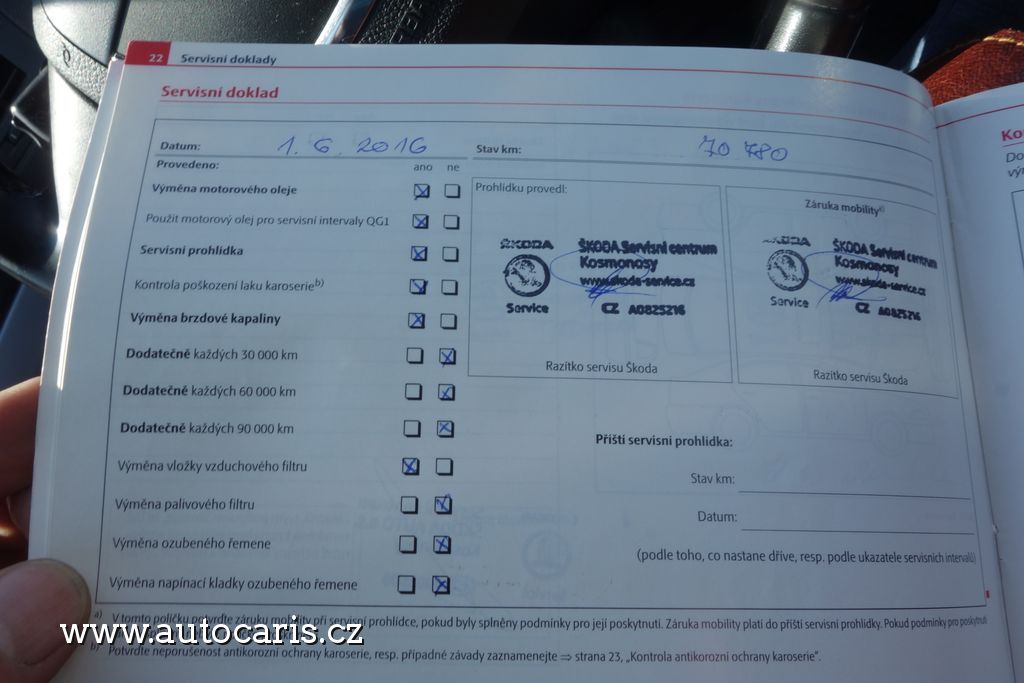 22 Servisní doklady
Servisní doklad
Datum: 1. 6. 2016 Stav km: 70 780
Provedeno: ano ne
Výměna motorového oleje
Použit motorový olej pro servisní intervaly QG1
Servisní prohlídka
Kontrola poškození laku karoserie b)
Výměna brzdové kapaliny
Dodatečně každých 30 000 km
Dodatečně každých 60 000 km
Dodatečně každých 90 000 km
Výměna vložky vzduchového filtru
Výměna palivového filtru
Výměna ozubeného řemene
Výměna napínací kladky ozubeného řemene
Prohlídku provedl:
ŠKODA ŠKODA Servisní centrum
Kosmonosy
www.skoda-service.cz
Service CZ A0825216
Razítko servisu Škoda
Záruka mobility a)
ŠKODA ŠKODA Servisní centrum
Kosmonosy
www.skoda-service.cz
Service CZ A0825216
Razítko servisu Škoda
Příští servisní prohlídka:
Stav km:
Datum:
(podle toho, co nastane dříve, resp. podle ukazatele servisních intervalů)
a) V tomto políčku potvrďte záruku mobility při servisní prohlídce, pokud byly splněny podmínky pro její poskytnutí. Záruka mobility platí do příští servisní prohlídky. Pokud podmínky pro poskytnutí
www.autocaris.cz
b) Potvrďte neporušenost antikorozní ochrany karoserie, resp. případné závady zaznamenejte ⇒ strana 23, „Kontrola antikorozní ochrany karoserie“.
Ko
Do
výn